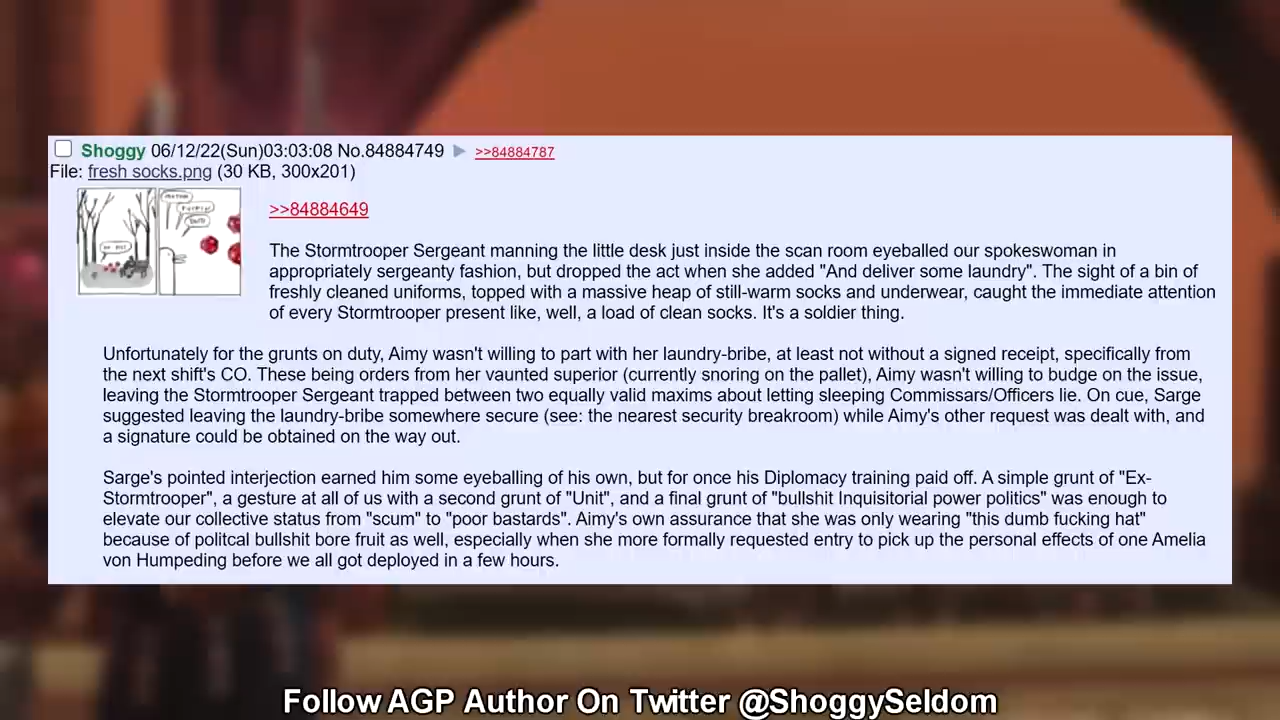 Shoggy 06/12/22(Sun)03:03:08 No.84884749 ▶ >>84884787
File: fresh socks.png (30 KB, 300x201)
>>84884649
The Stormtrooper Sergeant manning the little desk just inside the scan room eyeballed our spokeswoman in
appropriately sergeanty fashion, but dropped the act when she added "And deliver some laundry". The sight of a bin of
freshly cleaned uniforms, topped with a massive heap of still-warm socks and underwear, caught the immediate attention
of every Stormtrooper present like, well, a load of clean socks. It's a soldier thing.
Unfortunately for the grunts on duty, Aimy wasn't willing to part with her laundry-bribe, at least not without a signed receipt, specifically from
the next shift's CO. These being orders from her vaunted superior (currently snoring on the pallet), Aimy wasn't willing to budge on the issue,
leaving the Stormtrooper Sergeant trapped between two equally valid maxims about letting sleeping Commissars/Officers lie. On cue, Sarge
suggested leaving the laundry-bribe somewhere secure (see: the nearest security breakroom) while Aimy's other request was dealt with, and
a signature could be obtained on the way out.
Sarge's pointed interjection earned him some eyeballing of his own, but for once his Diplomacy training paid off. A simple grunt of "Ex-
Stormtrooper", a gesture at all of us with a second grunt of "Unit", and a final grunt of "bullshit Inquisitorial power politics" was enough to
elevate our collective status from "scum" to "poor bastards". Aimy's own assurance that she was only wearing "this dumb fucking hat"
because of politcal bullshit bore fruit as well, especially when she more formally requested entry to pick up the personal effects of one Amelia
von Humpeding before we all got deployed in a few hours.
Follow AGP Author On Twitter @ShoggySeldom